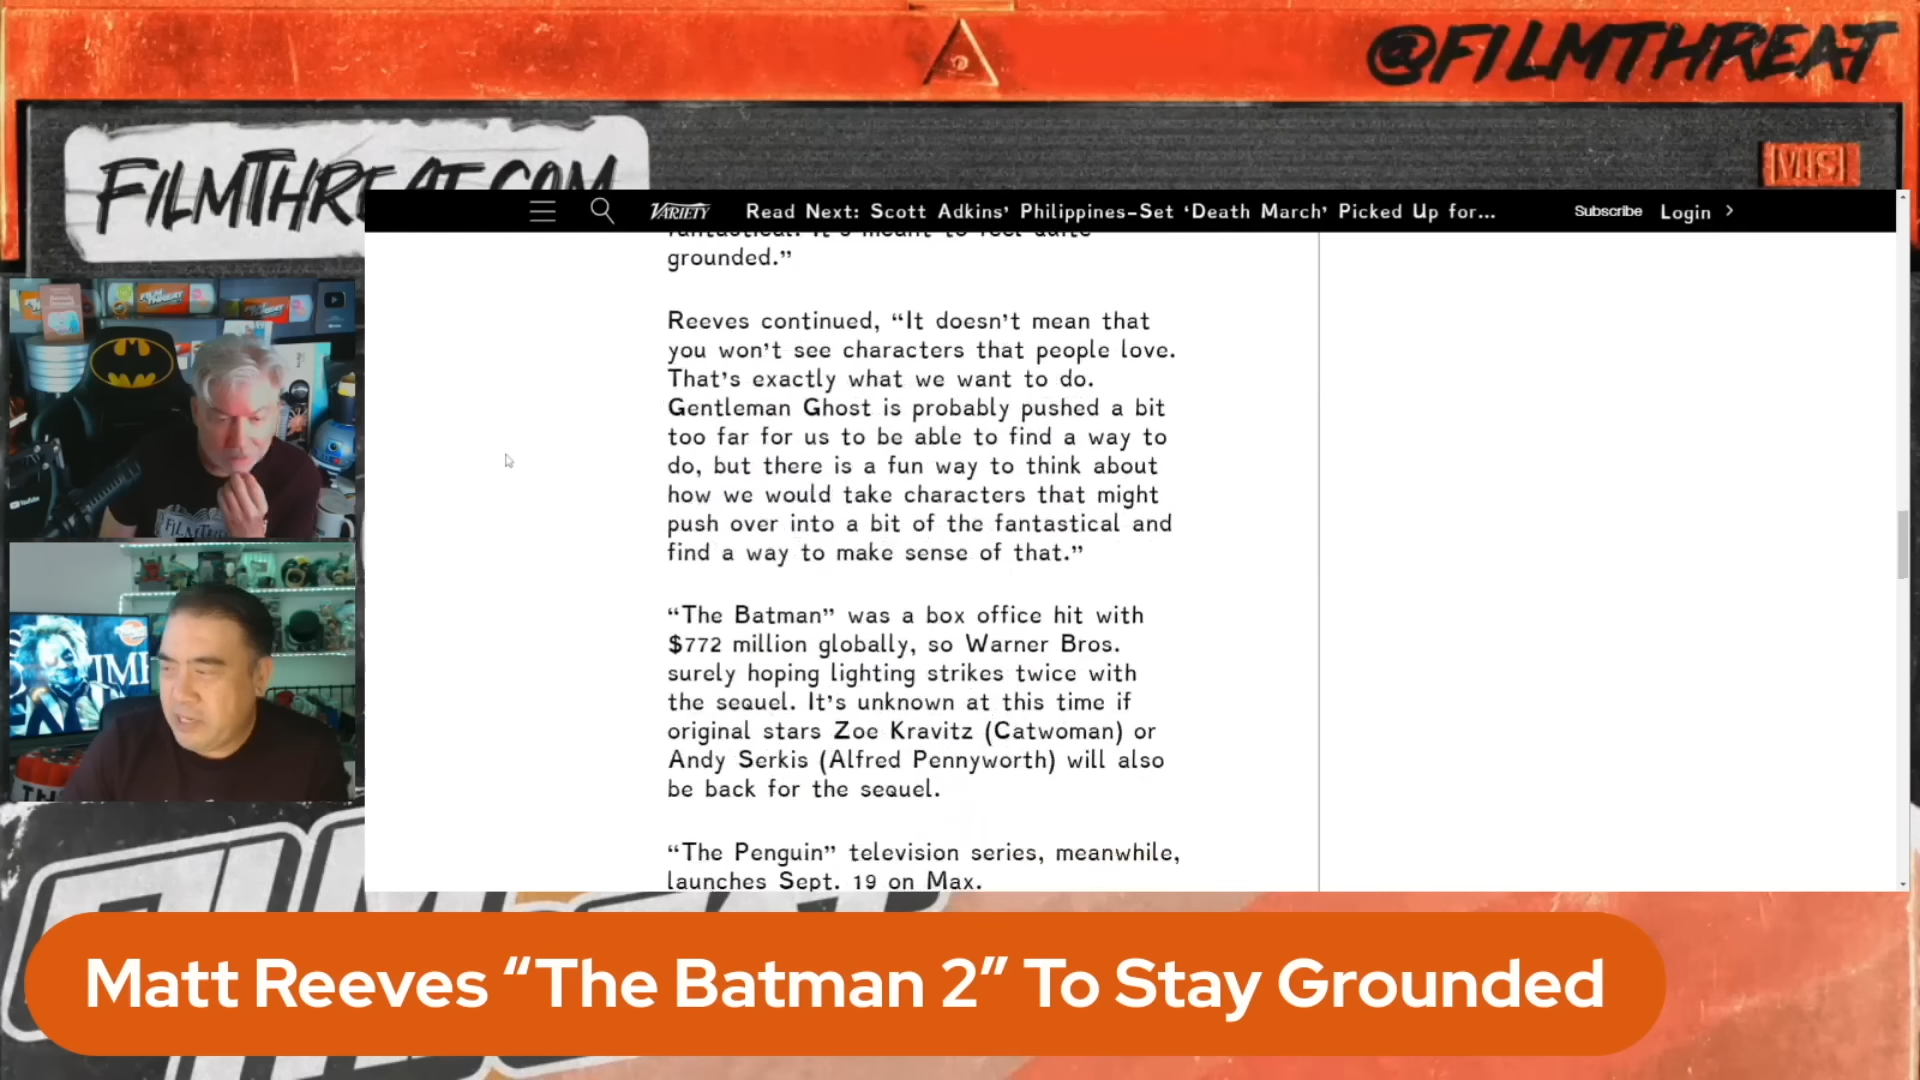 @FILMTHREAT
FILMTHREAT.COM
VHS
VARIETY
Read Next: Scott Adkins’ Philippines-Set ‘Death March’ Picked Up for...
Subscribe
Login
fantastical. It’s meant to feel quite
grounded.”
Reeves continued, “It doesn’t mean that
you won’t see characters that people love.
That’s exactly what we want to do.
Gentleman Ghost is probably pushed a bit
too far for us to be able to find a way to
do, but there is a fun way to think about
how we would take characters that might
push over into a bit of the fantastical and
find a way to make sense of that.”
“The Batman” was a box office hit with
$772 million globally, so Warner Bros.
surely hoping lighting strikes twice with
the sequel. It’s unknown at this time if
original stars Zoe Kravitz (Catwoman) or
Andy Serkis (Alfred Pennyworth) will also
be back for the sequel.
“The Penguin” television series, meanwhile,
launches Sept. 19 on Max.
Matt Reeves “The Batman 2” To Stay Grounded